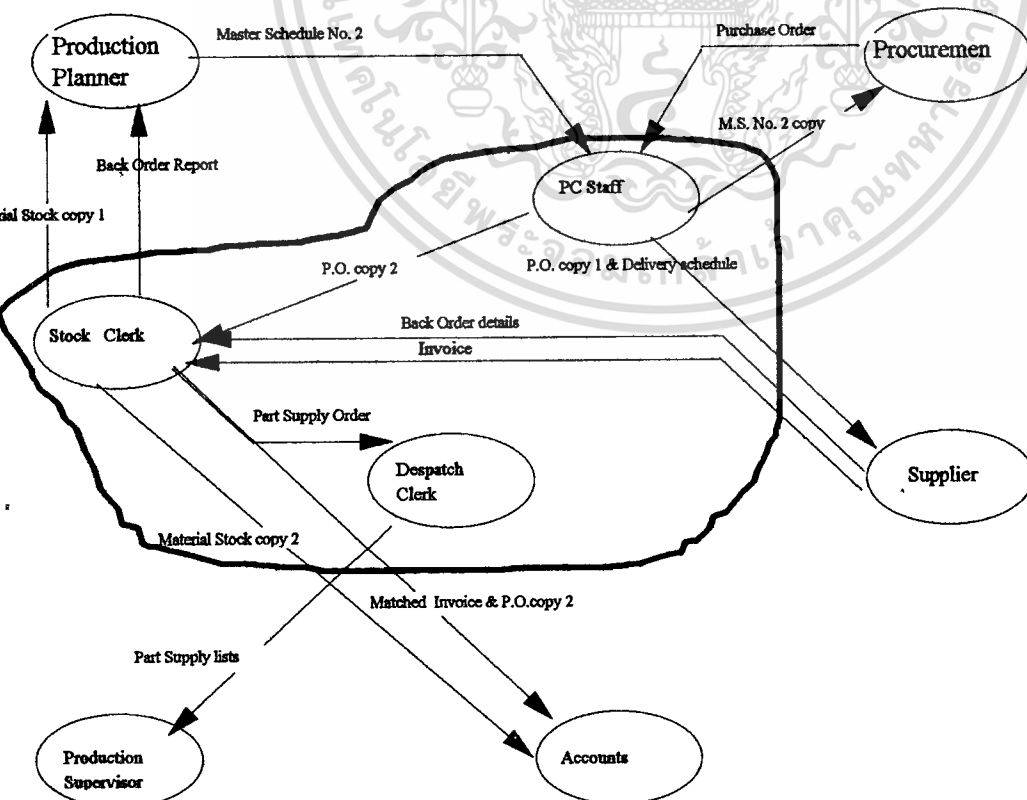 Production
Planner
Master Schedule No. 2
Purchase Order
Procuremen
M.S. No. 2 copy
Back Order Report
PC Staff
rial Stock copy 1
P.O. copy 2
P.O. copy 1 & Delivery schedule
Stock Clerk
Back Order details
Invoice
Part Supply Order
Despatch
Clerk
Supplier
Material Stock copy 2
Matched Invoice & P.O.copy 2
Part Supply lists
Production
Supervisor
Accounts